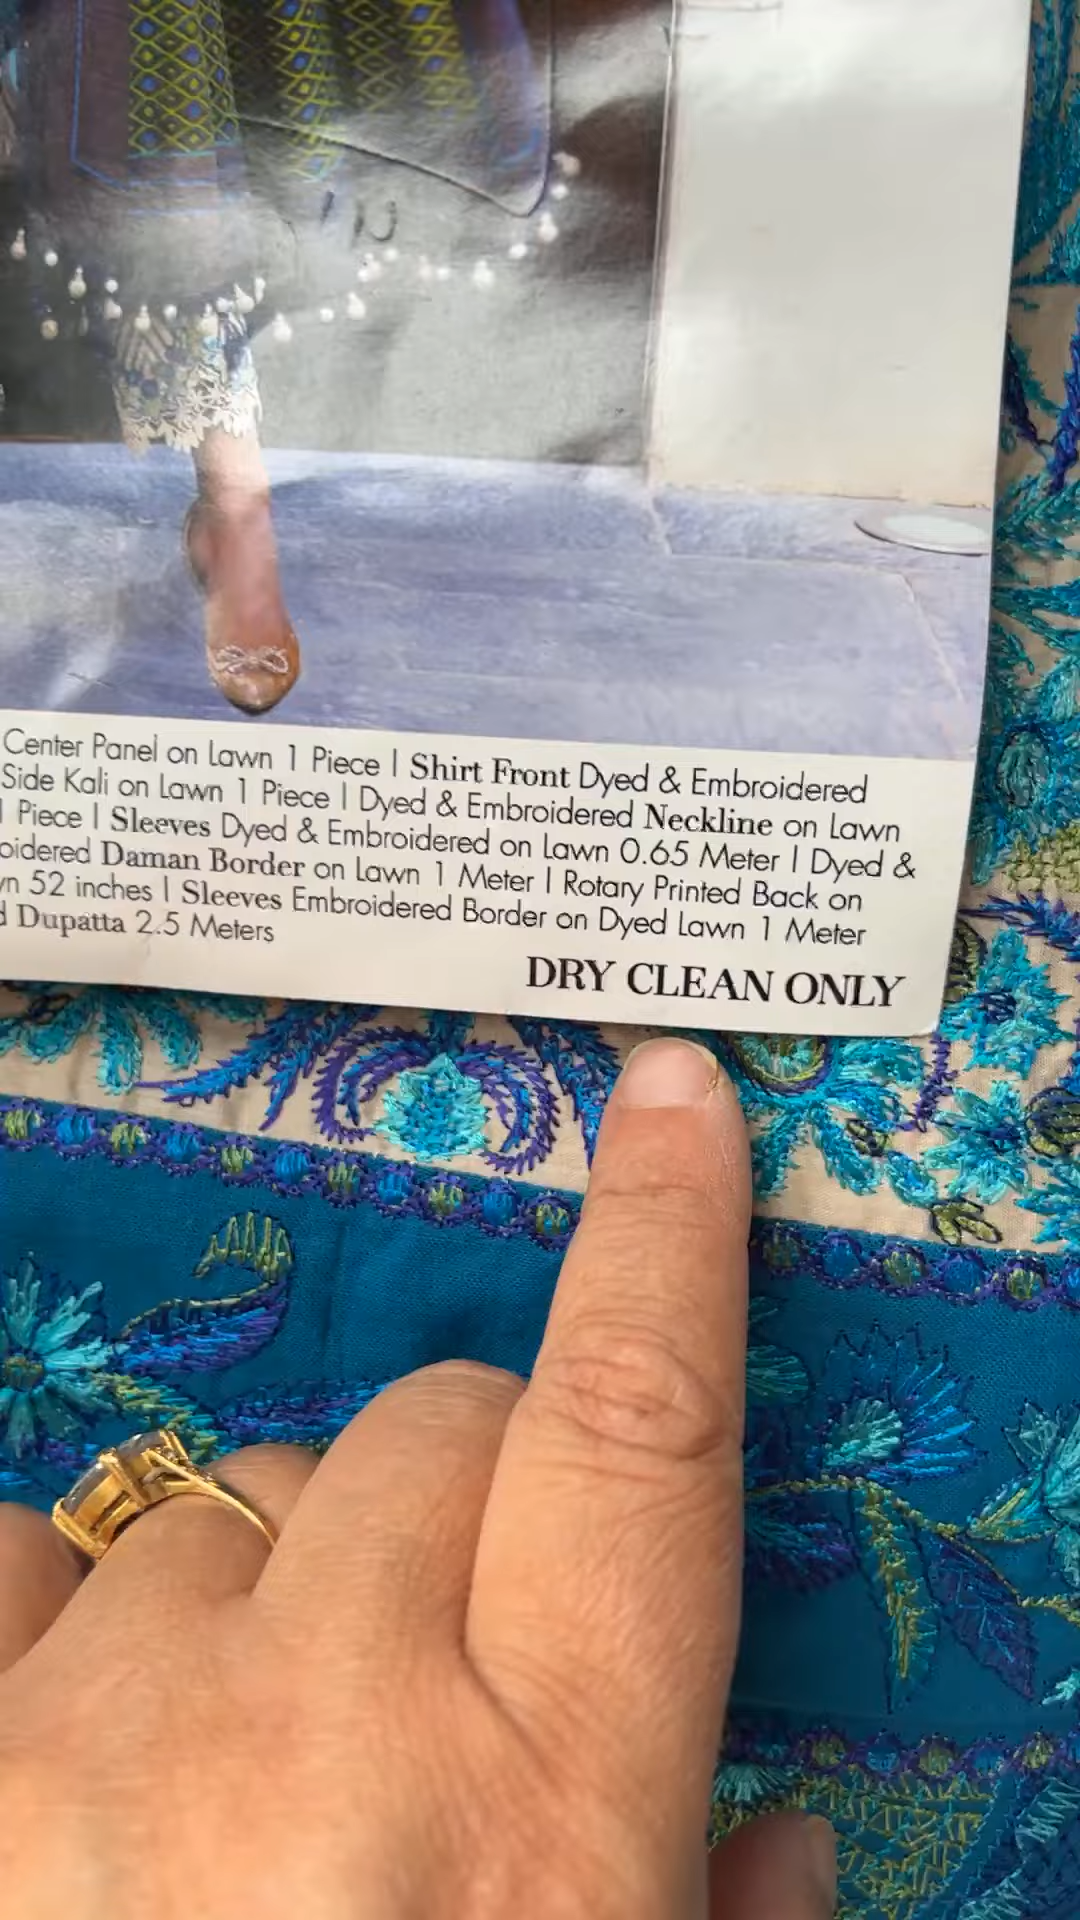 Center Panel on Lawn 1 Piece | Shirt Front Dyed & Embroidered
Side Kali on Lawn 1 Piece | Dyed & Embroidered Neckline on Lawn
1 Piece | Sleeves Dyed & Embroidered on Lawn 0.65 Meter | Dyed &
oidered Daman Border on Lawn 1 Meter | Rotary Printed Back on
wn 52 inches | Sleeves Embroidered Border on Dyed Lawn 1 Meter
d Dupatta 2.5 Meters
DRY CLEAN ONLY